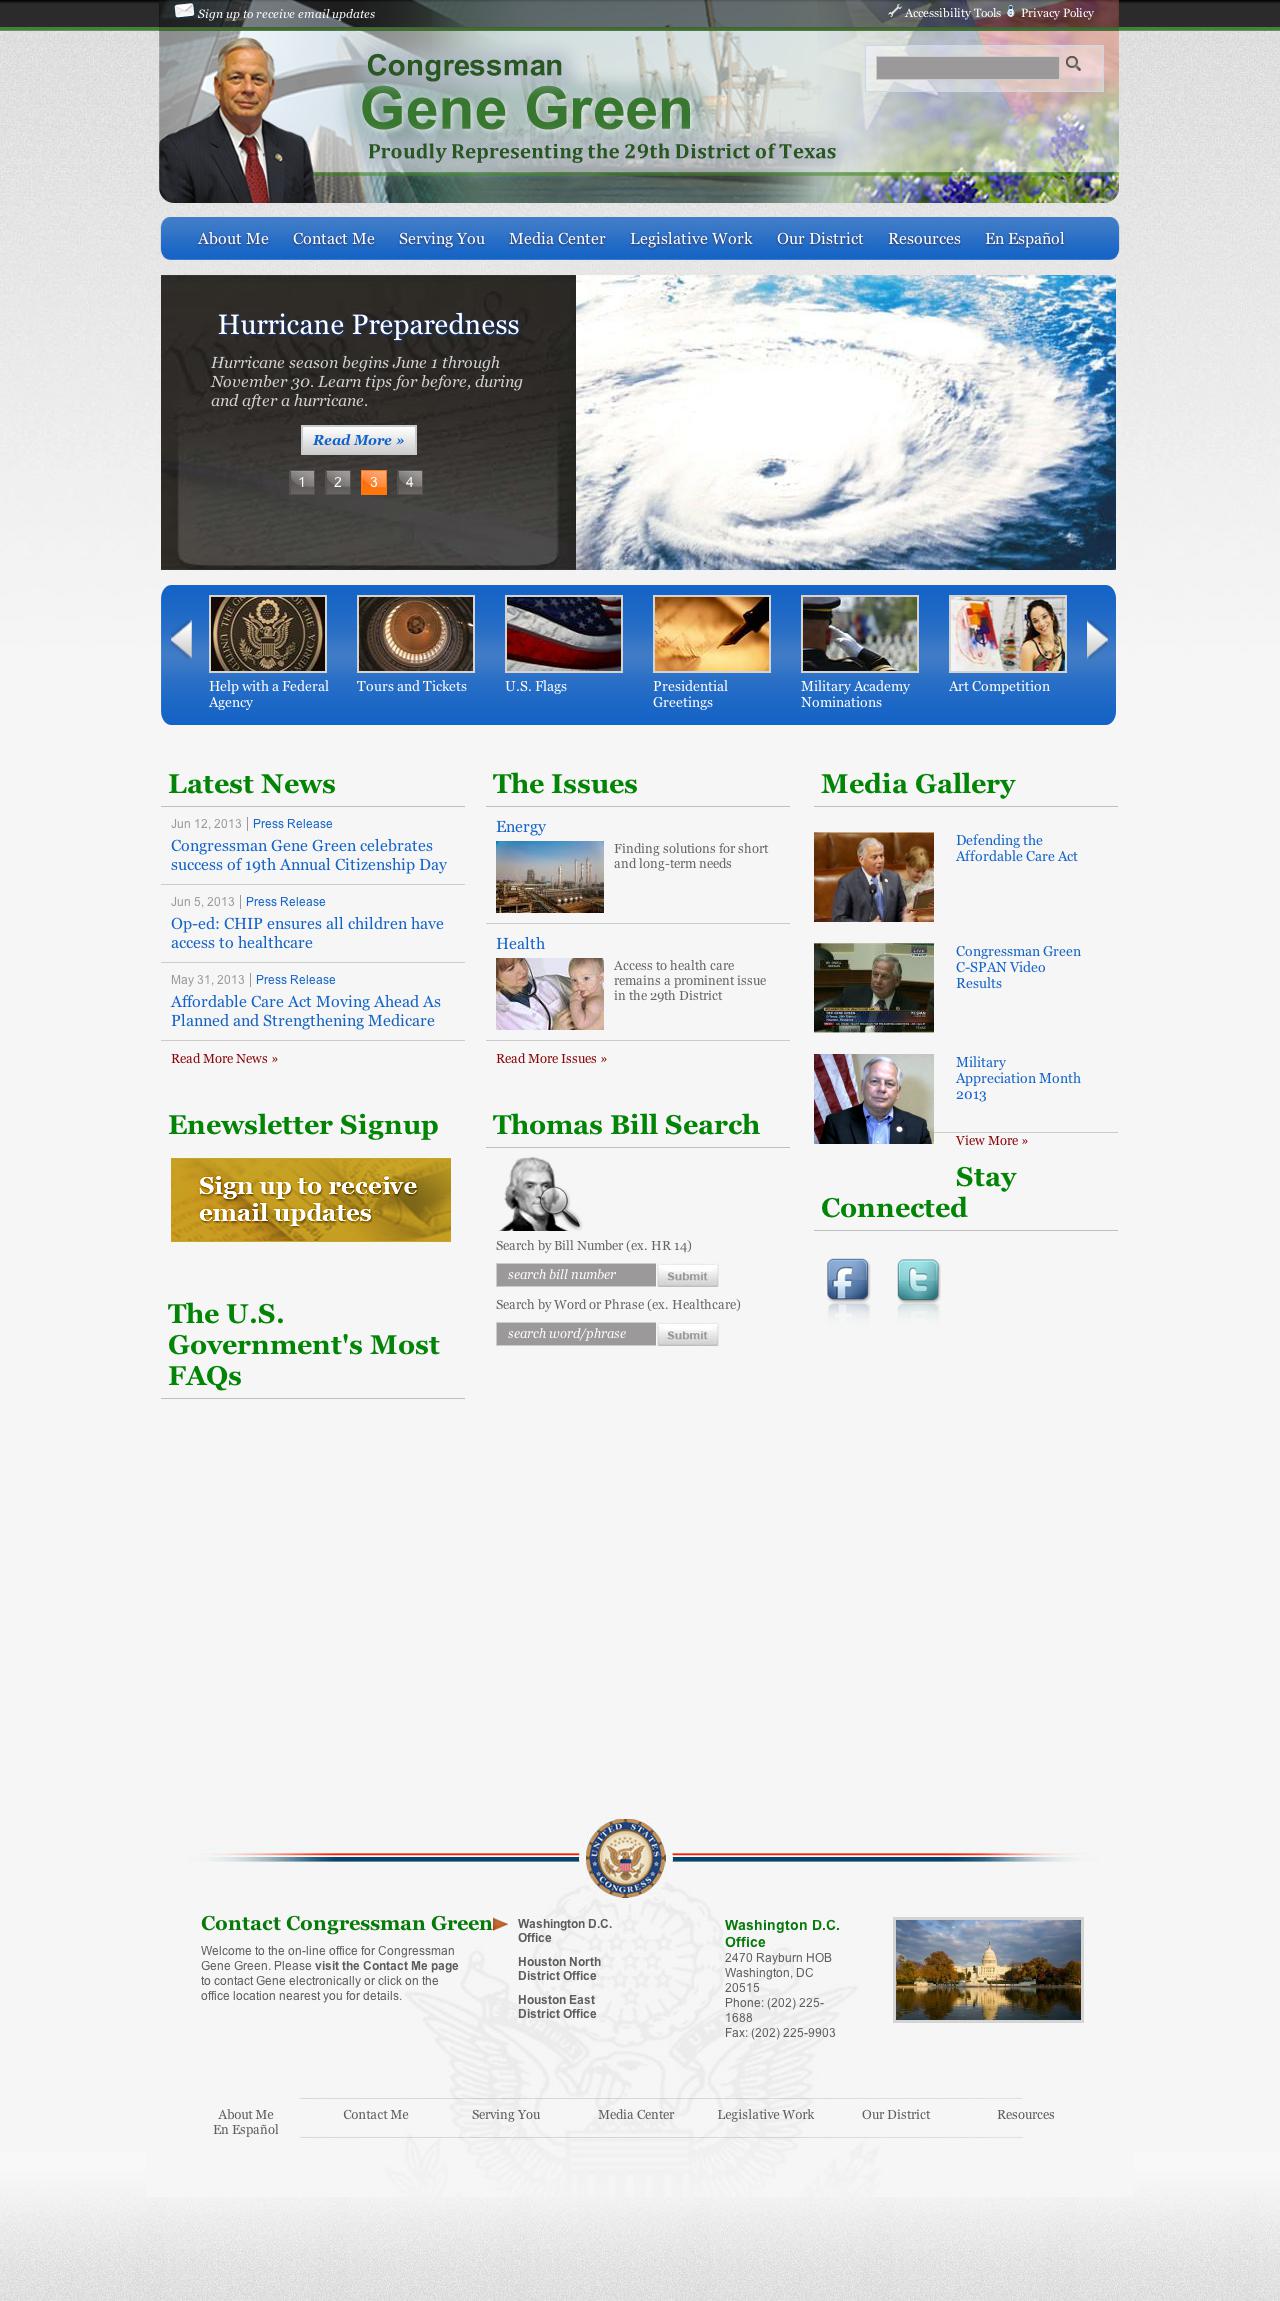 Sign up to receive email updates
Accessibility Tools
Privacy Policy
Congressman
Gene Green
Proudly Representing the 29th District of Texas
About Me
Contact Me
Serving You
Media Center
Legislative Work
Our District
Resources
En Español
Hurricane Preparedness
Hurricane season begins June 1 through
November 30. Learn tips for before, during
and after a hurricane.
Read More »
1 2 3 4
Help with a Federal
Agency
Tours and Tickets
U.S. Flags
Presidential
Greetings
Military Academy
Nominations
Art Competition
Latest News
Jun 12, 2013 | Press Release
Congressman Gene Green celebrates
success of 19th Annual Citizenship Day
Jun 5, 2013 | Press Release
Op-ed: CHIP ensures all children have
access to healthcare
May 31, 2013 | Press Release
Affordable Care Act Moving Ahead As
Planned and Strengthening Medicare
Read More News »
The Issues
Energy
Finding solutions for short
and long-term needs
Health
Access to health care
remains a prominent issue
in the 29th District
Read More Issues »
Media Gallery
Defending the
Affordable Care Act
Congressman Green
C-SPAN Video
Results
Military
Appreciation Month
2013
View More »
Enewsletter Signup
Sign up to receive
email updates
Thomas Bill Search
Search by Bill Number (ex. HR 14)
search bill number
Submit
Search by Word or Phrase (ex. Healthcare)
search word/phrase
Submit
Stay
Connected
The U.S.
Government's Most
FAQs
UNITED STATES
CONGRESS
Contact Congressman Green
Welcome to the on-line office for Congressman
Gene Green. Please visit the Contact Me page
to contact Gene electronically or click on the
office location nearest you for details.
Washington D.C.
Office
Houston North
District Office
Houston East
District Office
Washington D.C.
Office
2470 Rayburn HOB
Washington, DC
20515
Phone: (202) 225-
1688
Fax: (202) 225-9903
About Me
Contact Me
Serving You
Media Center
Legislative Work
Our District
Resources
En Español